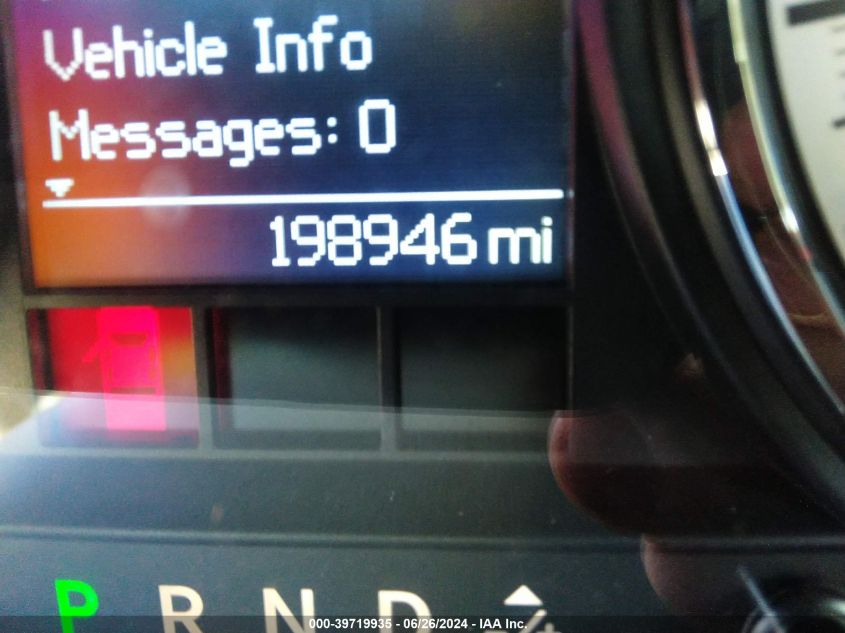 Vehicle Info
Messages: 0
198946 mi
P R N D -/+
000-39719935 - 06/26/2024 - IAA Inc.